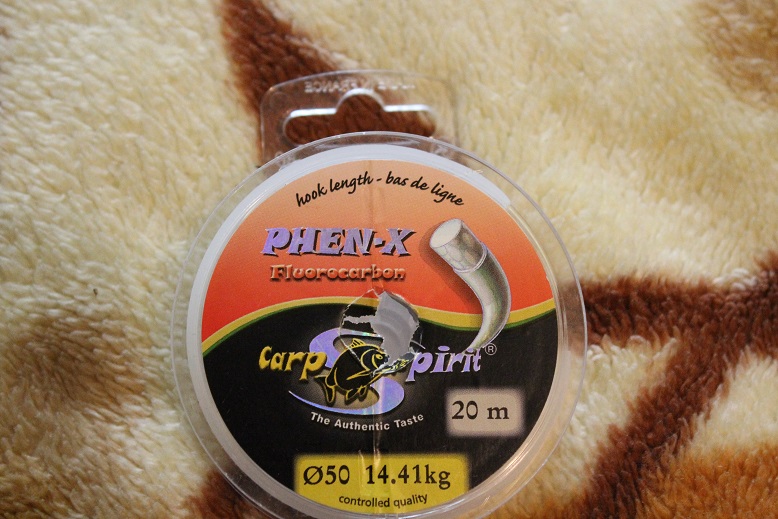 hook length - bas de ligne
PHEN-X
Fluorocarbon
Carp Spirit®
The Authentic Taste
20 m
Ø50 14.41kg
controlled quality